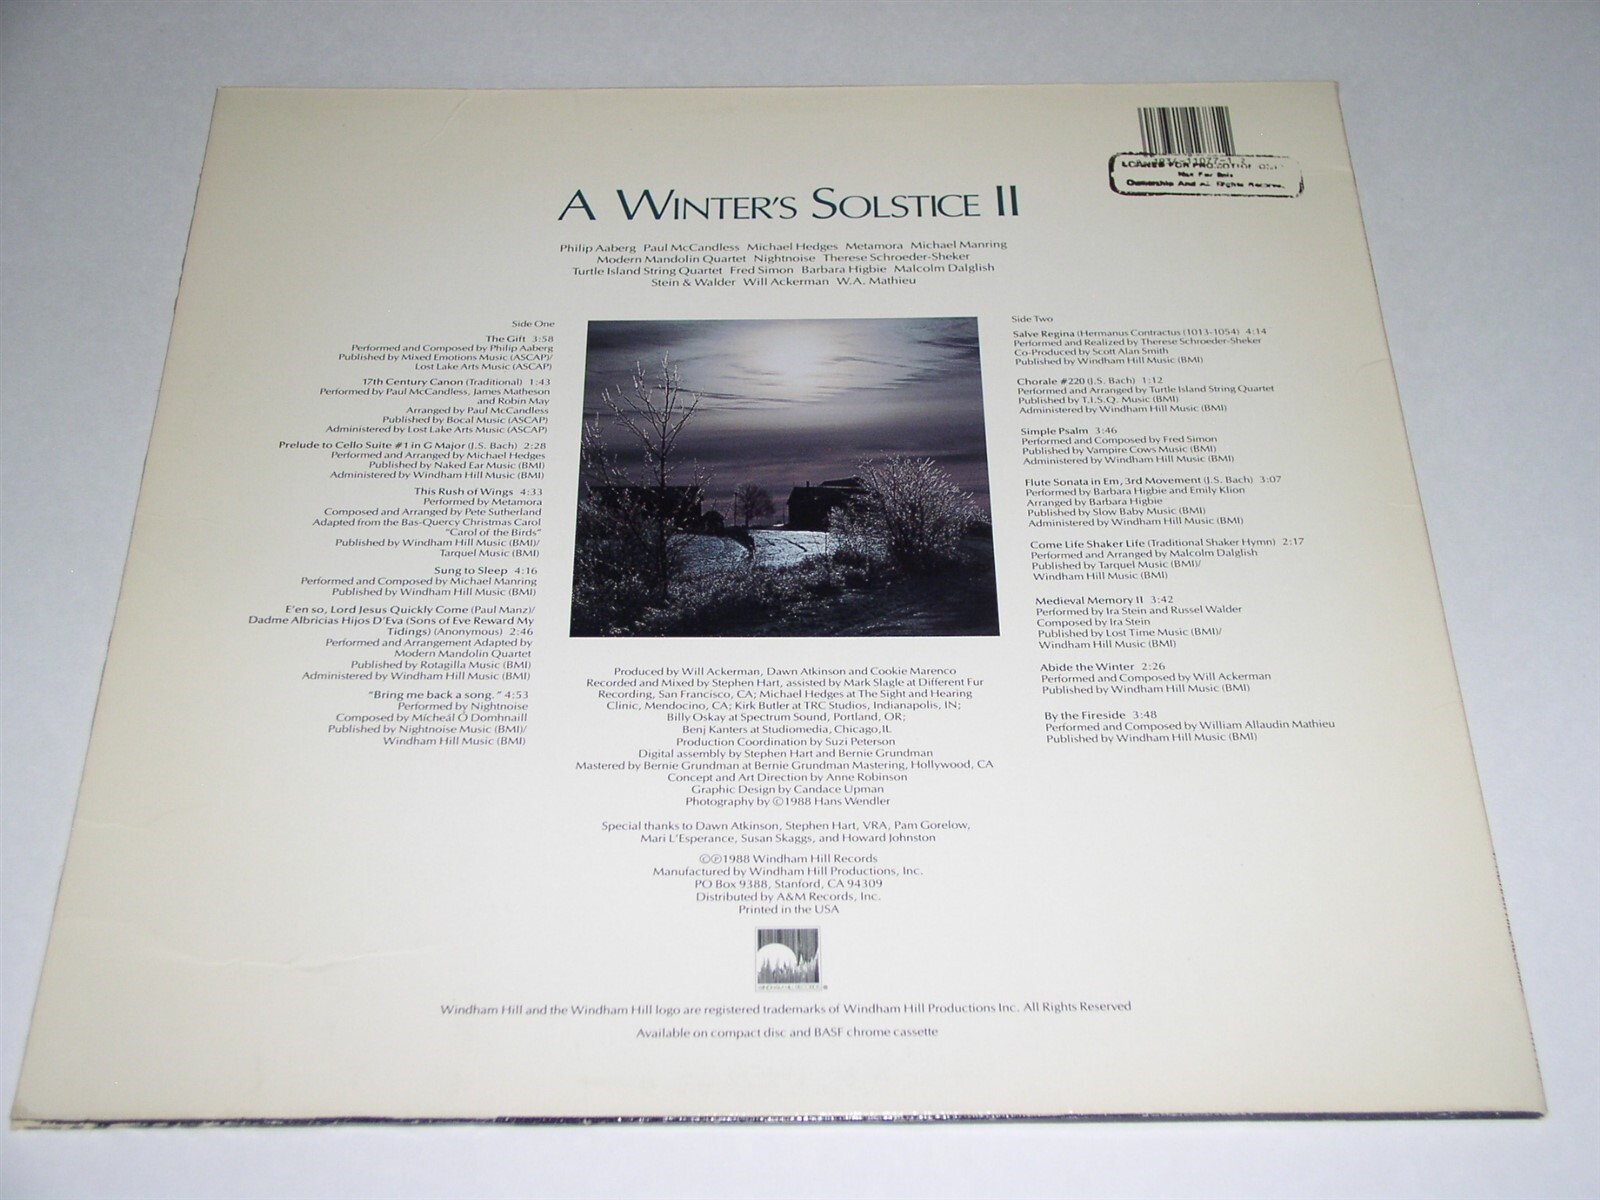 LOANED FOR PROMOTION ONLY
Not For Sale
Ownership And All Rights Reserved
A WINTER'S SOLSTICE II
Philip Aaberg Paul McCandless Michael Hedges Metamora Michael Manring
Modern Mandolin Quartet Nightnoise Therese Schroeder-Sheker
Turtle Island String Quartet Fred Simon Barbara Higbie Malcolm Dalglish
Stein & Walder Will Ackerman W.A. Mathieu
Side One
The Gift 3:58
Performed and Composed by Philip Aaberg
Published by Mixed Emotions Music (ASCAP)/
Lost Lake Arts Music (ASCAP)
17th Century Canon (Traditional) 1:43
Performed by Paul McCandless, James Matheson
and Robin May
Arranged by Paul McCandless
Published by Bocal Music (ASCAP)
Administered by Lost Lake Arts Music (ASCAP)
Prelude to Cello Suite #1 in G Major (J.S. Bach) 2:28
Performed and Arranged by Michael Hedges
Published by Naked Ear Music (BMI)
Administered by Windham Hill Music (BMI)
This Rush of Wings 4:33
Performed by Metamora
Composed and Arranged by Pete Sutherland
Adapted from the Bas-Quercy Christmas Carol
"Carol of the Birds"
Published by Windham Hill Music (BMI)/
Tarquel Music (BMI)
Sung to Sleep 4:16
Performed and Composed by Michael Manring
Published by Windham Hill Music (BMI)
E'en so, Lord Jesus Quickly Come (Paul Manz)/
Dadme Albricias Hijos D'Eva (Sons of Eve Reward My
Tidings) (Anonymous) 2:46
Performed and Arrangement Adapted by
Modern Mandolin Quartet
Published by Rotagilla Music (BMI)
Administered by Windham Hill Music (BMI)
"Bring me back a song." 4:53
Performed by Nightnoise
Composed by Mícheál Ó Domhnaill
Published by Nightnoise Music (BMI)/
Windham Hill Music (BMI)
Side Two
Salve Regina (Hermanus Contractus (1013-1054) 4:14
Performed and Realized by Therese Schroeder-Sheker
Co-Produced by Scott Alan Smith
Published by Windham Hill Music (BMI)
Chorale #220 (J.S. Bach) 1:12
Performed and Arranged by Turtle Island String Quartet
Published by T.I.S.Q. Music (BMI)
Administered by Windham Hill Music (BMI)
Simple Psalm 3:46
Performed and Composed by Fred Simon
Published by Vampire Cows Music (BMI)
Administered by Windham Hill Music (BMI)
Flute Sonata in Em, 3rd Movement (J.S. Bach) 3:07
Performed by Barbara Higbie and Emily Klion
Arranged by Barbara Higbie
Published by Slow Baby Music (BMI)
Administered by Windham Hill Music (BMI)
Come Life Shaker Life (Traditional Shaker Hymn) 2:17
Performed and Arranged by Malcolm Dalglish
Published by Tarquel Music (BMI)/
Windham Hill Music (BMI)
Medieval Memory II 3:42
Performed by Ira Stein and Russel Walder
Composed by Ira Stein
Published by Lost Time Music (BMI)/
Windham Hill Music (BMI)
Abide the Winter 2:26
Performed and Composed by Will Ackerman
Published by Windham Hill Music (BMI)
By the Fireside 3:48
Performed and Composed by William Allaudin Mathieu
Published by Windham Hill Music (BMI)
Produced by Will Ackerman, Dawn Atkinson and Cookie Marenco
Recorded and Mixed by Stephen Hart, assisted by Mark Slagle at Different Fur
Recording, San Francisco, CA; Michael Hedges at The Sight and Hearing
Clinic, Mendocino, CA; Kirk Butler at TRC Studios, Indianapolis, IN;
Billy Oskay at Spectrum Sound, Portland, OR;
Benj Kanters at Studiomedia, Chicago, IL
Production Coordination by Suzi Peterson
Digital assembly by Stephen Hart and Bernie Grundman
Mastered by Bernie Grundman at Bernie Grundman Mastering, Hollywood, CA
Concept and Art Direction by Anne Robinson
Graphic Design by Candace Upman
Photography by ©1988 Hans Wendler
Special thanks to Dawn Atkinson, Stephen Hart, VRA, Pam Gorelow,
Mari L'Esperance, Susan Skaggs, and Howard Johnston
©℗1988 Windham Hill Records
Manufactured by Windham Hill Productions, Inc.
PO Box 9388, Stanford, CA 94309
Distributed by A&M Records, Inc.
Printed in the USA
Windham Hill and the Windham Hill logo are registered trademarks of Windham Hill Productions Inc. All Rights Reserved
Available on compact disc and BASF chrome cassette